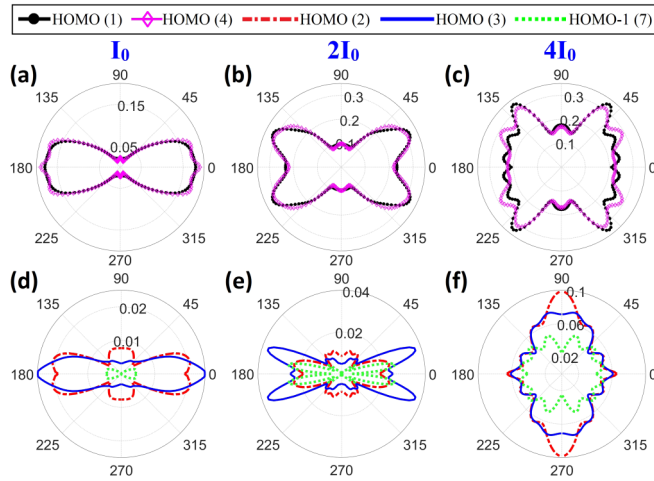 HOMO (1) HOMO (4) HOMO (2) HOMO (3) HOMO-1 (7)
I₀ 2I₀ 4I₀
(a) 90 (b) 90 (c) 90
135 45 135 45 135 45
0.15 0.3 0.3
0.2 0.2
0.05 0.1 0.1
180 0 180 0 180 0
225 315 225 315 225 315
270 270 270
(d) 90 (e) 90 (f) 90
135 45 135 0.04 45 135 0.1 45
0.02 0.06
0.01 0.02 0.02
180 0 180 0 180 0
225 315 225 315 225 315
270 270 270